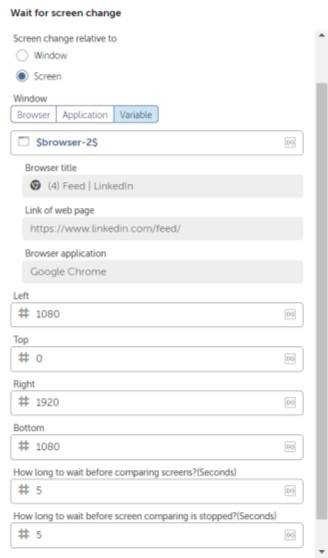 Wait for screen change
Screen change relative to
Window
Screen
Window
Browser Application Variable
$browser-2$
Browser title
(4) Feed | LinkedIn
Link of web page
https://www.linkedin.com/feed/
Browser application
Google Chrome
Left
# 1080
Top
# 0
Right
# 1920
Bottom
# 1080
How long to wait before comparing screens?(Seconds)
# 5
How long to wait before screen comparing is stopped?(Seconds)
# 5